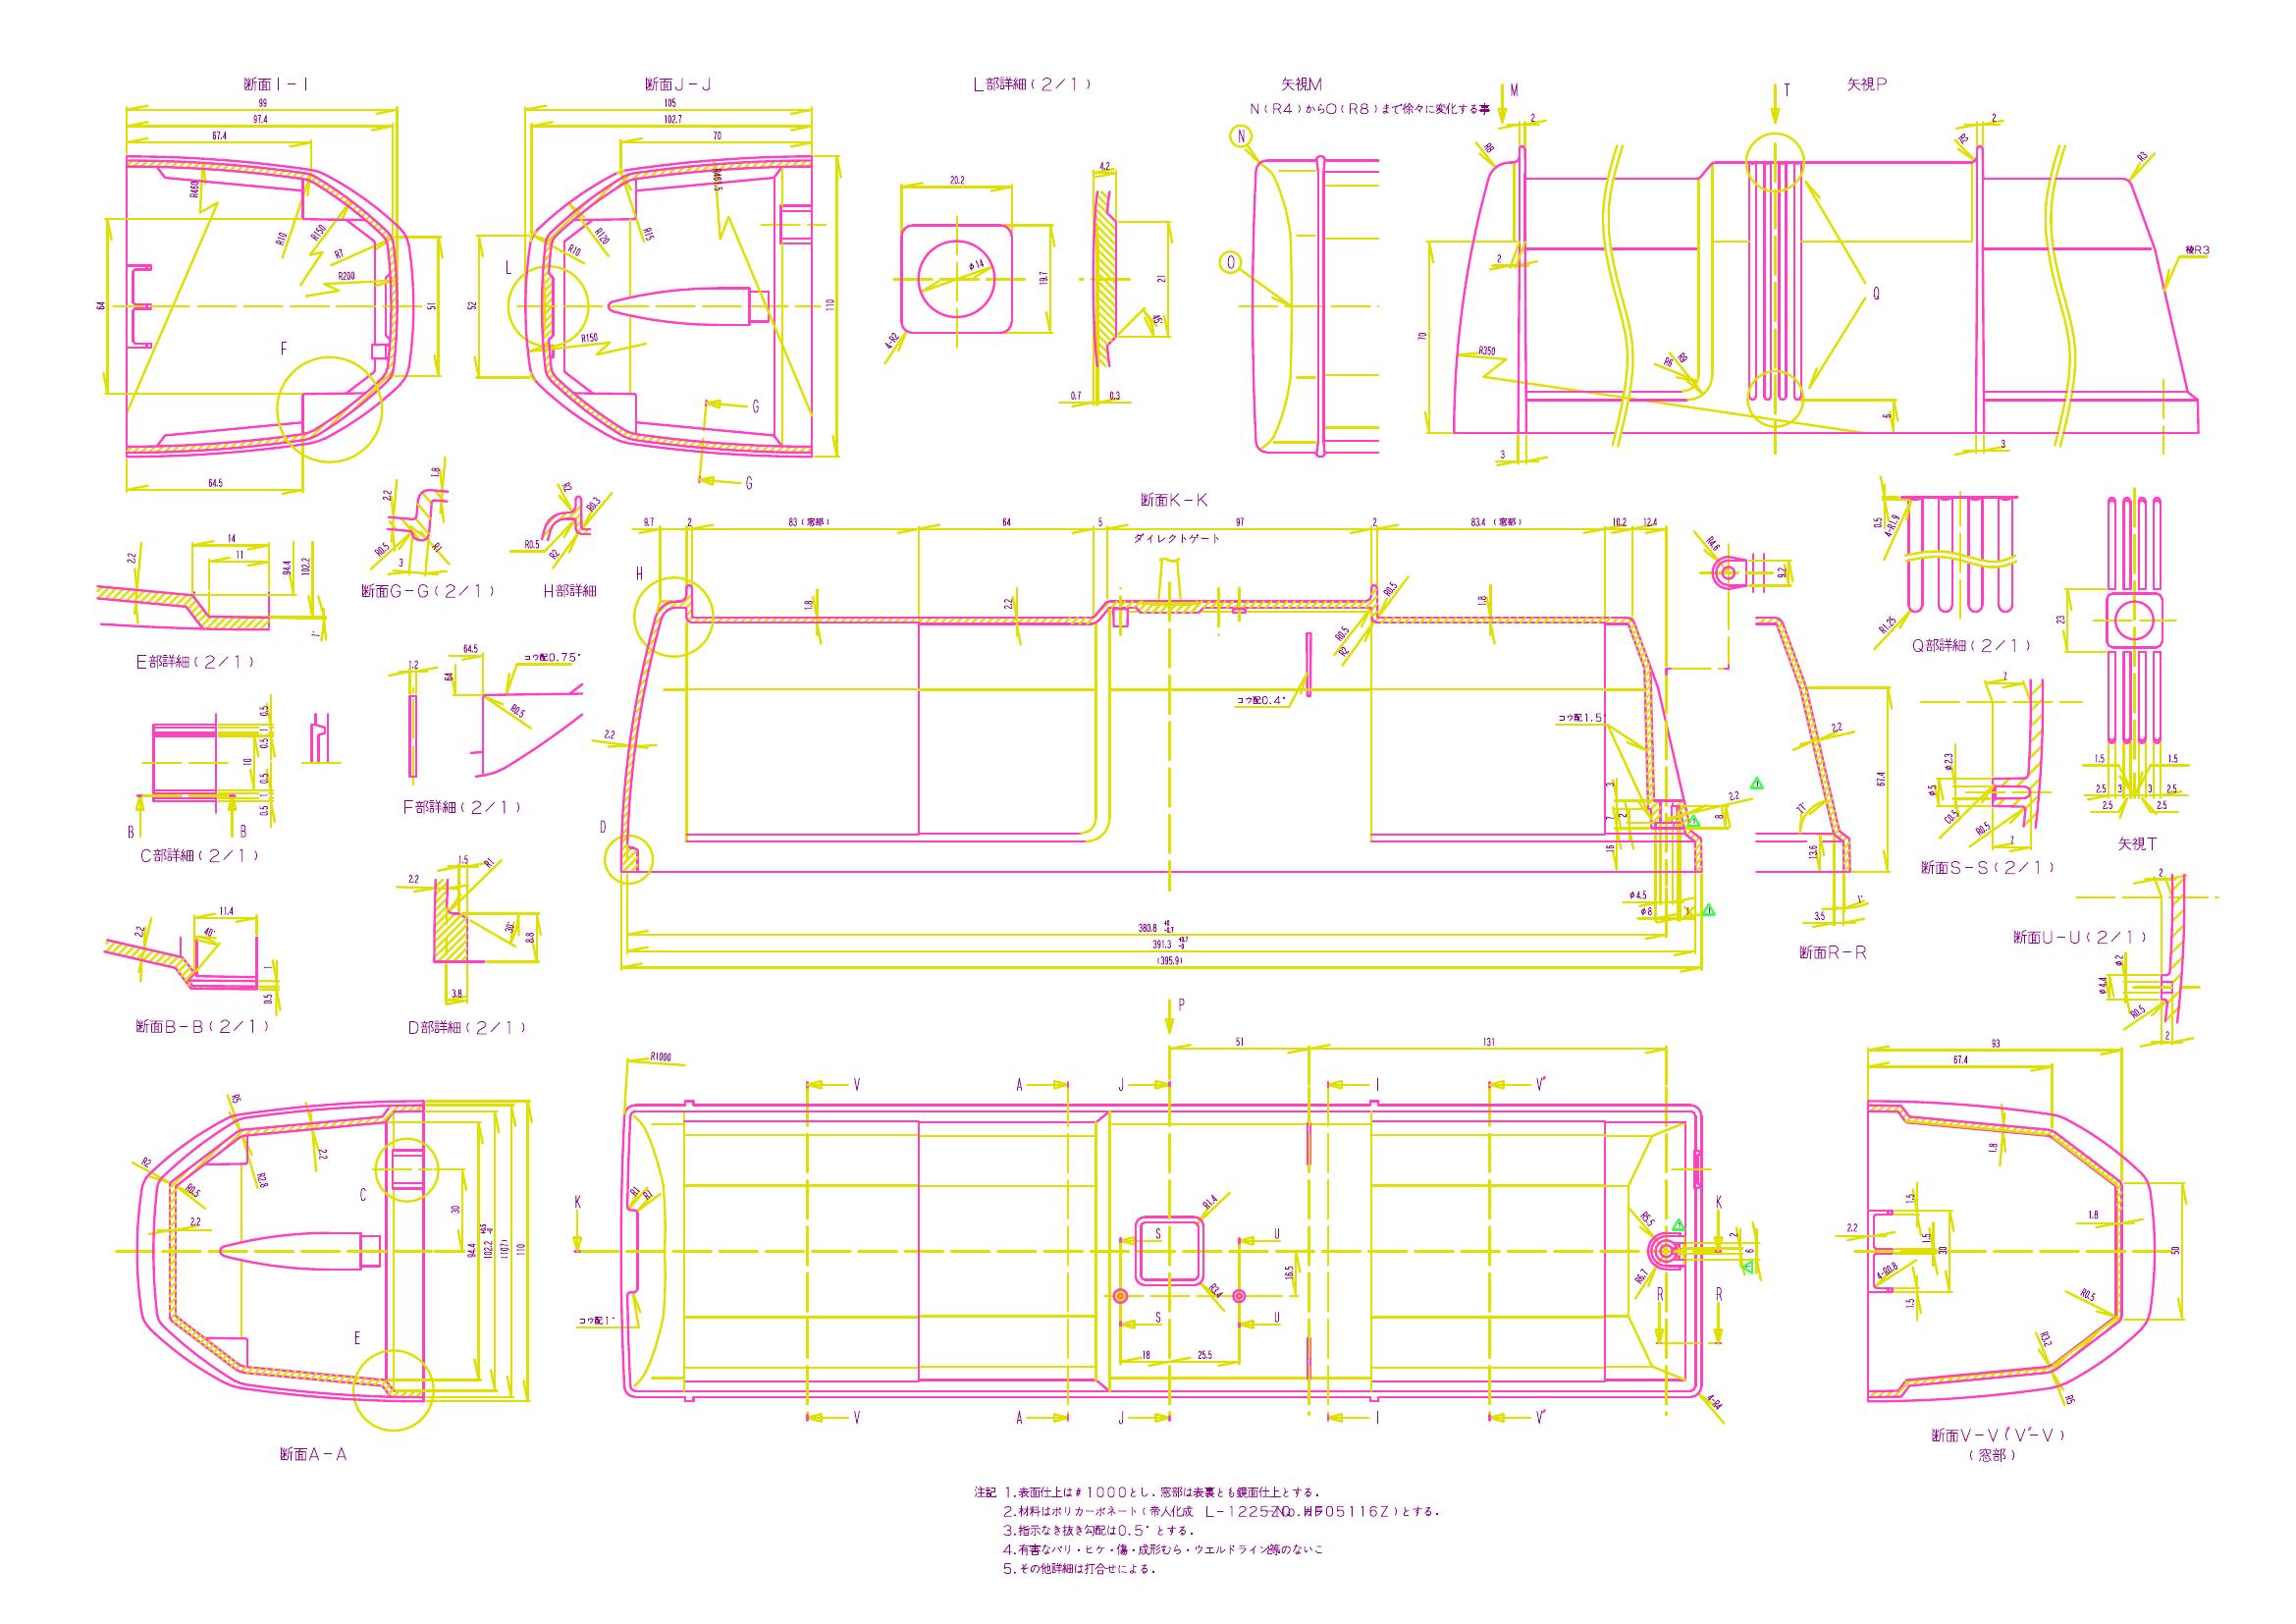 断面I-I
断面J-J
L部詳細(2/1)
矢視M
N(R4)からO(R8)まで徐々に変化する事
矢視P
M
T
99
97.4
67.4
R460
R10
R150
R7
R200
64
51
F
64.5
105
102.7
70
R461.5
R10
R120
R15
L
52
110
R150
G
G
20.2
φ14
19.7
4-R2
4.2
21
45°
0.7
0.3
N
O
R8
2
2
70
R350
R6
R9
3
R2
2
Q
6
3
R3
稜R3
断面K-K
9.7
2
83(窓部)
64
5
97
2
83.4(窓部)
10.2
12.4
ダイレクトゲート
H
1.8
2.2
R0.5
R0.5
R2
1.8
コウ配0.4°
コウ配1.5
2.2
D
3
7
2
16
2.2
8
φ4.5
φ8
380.8 +0 -0.7
391.3 +0.7 -0
(395.9)
R4.6
9.2
67.4
2.2
77°
13.6
3.5
1°
断面R-R
2.2
1.8
R0.5
R1
3
断面G-G(2/1)
R2
R0.3
R0.5
R2
H部詳細
14
11
2.2
94.4
102.2
1°
E部詳細(2/1)
1.2
64.5
64
コウ配0.75°
R0.5
F部詳細(2/1)
0.5
1
0.5
10
0.5
1
0.5
B
B
C部詳細(2/1)
11.4
2.2
40°
1
0.5
断面B-B(2/1)
1.5
R1
2.2
30°
8.8
3.8
D部詳細(2/1)
0.5
4-R1.9
R1.25
Q部詳細(2/1)
23
1.5
1.5
2.5
3
3
2.5
2.5
2.5
矢視T
2
φ2.3
φ5
C0.5
R0.5
2
断面S-S(2/1)
2
φ2
φ4.4
R0.5
2
断面U-U(2/1)
P
R1000
51
131
V
A
J
I
V'
K
R1
R1
R1.4
S
U
16.5
R3.4
S
U
18
25.5
コウ配1°
R5.5
R6.7
K
2
6
R
R
4-R4
V
A
J
I
V'
R5
R2
R0.5
R2.8
2.2
2.2
C
30
94.4
102.2 +0.5 -0
(107)
110
E
断面A-A
93
67.4
1.8
1.5
2.2
1.5
30
1.8
50
4-R0.8
1.5
R0.5
R3.2
R5
断面V-V(V'-V)
(窓部)
注記 1.表面仕上は#1000とし、窓部は表裏とも鏡面仕上とする。
2.材料はポリカーボネート(帝人化成 L-1225Z No. 05116Z)とする。
3.指示なき抜き勾配は0.5°とする。
4.有害なバリ・ヒケ・傷・成形むら・ウエルドライン等のないこ
5.その他詳細は打合せによる。